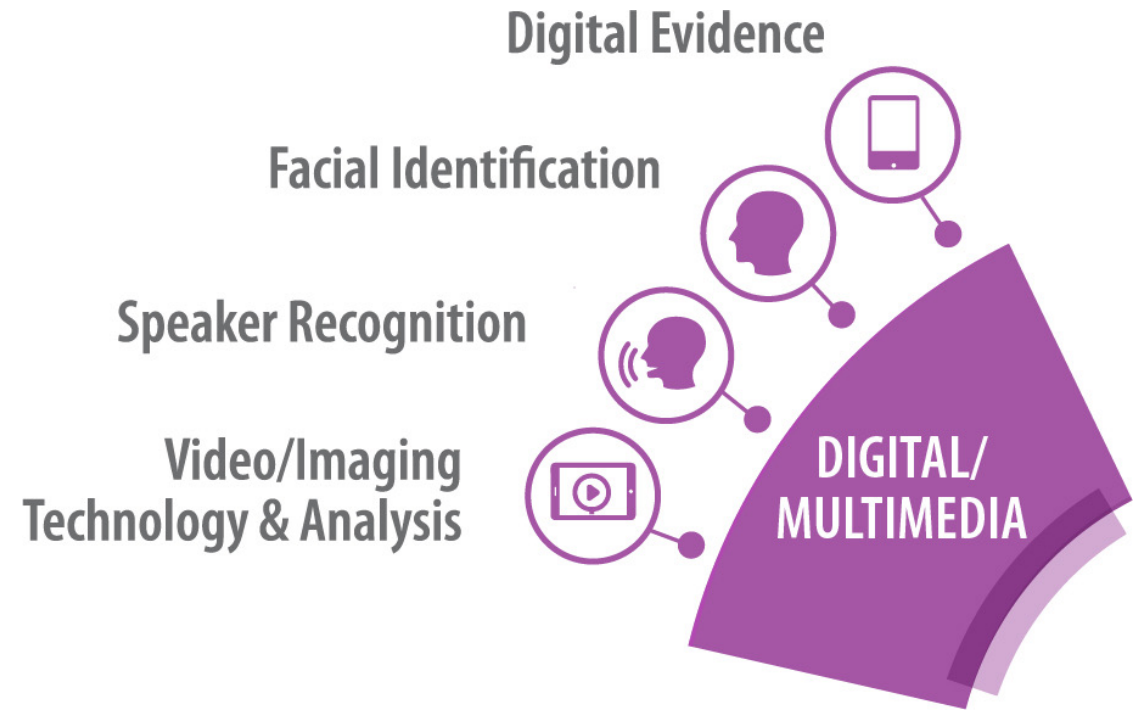 Digital Evidence
Facial Identification
Speaker Recognition
Video/Imaging
Technology & Analysis
DIGITAL/
MULTIMEDIA